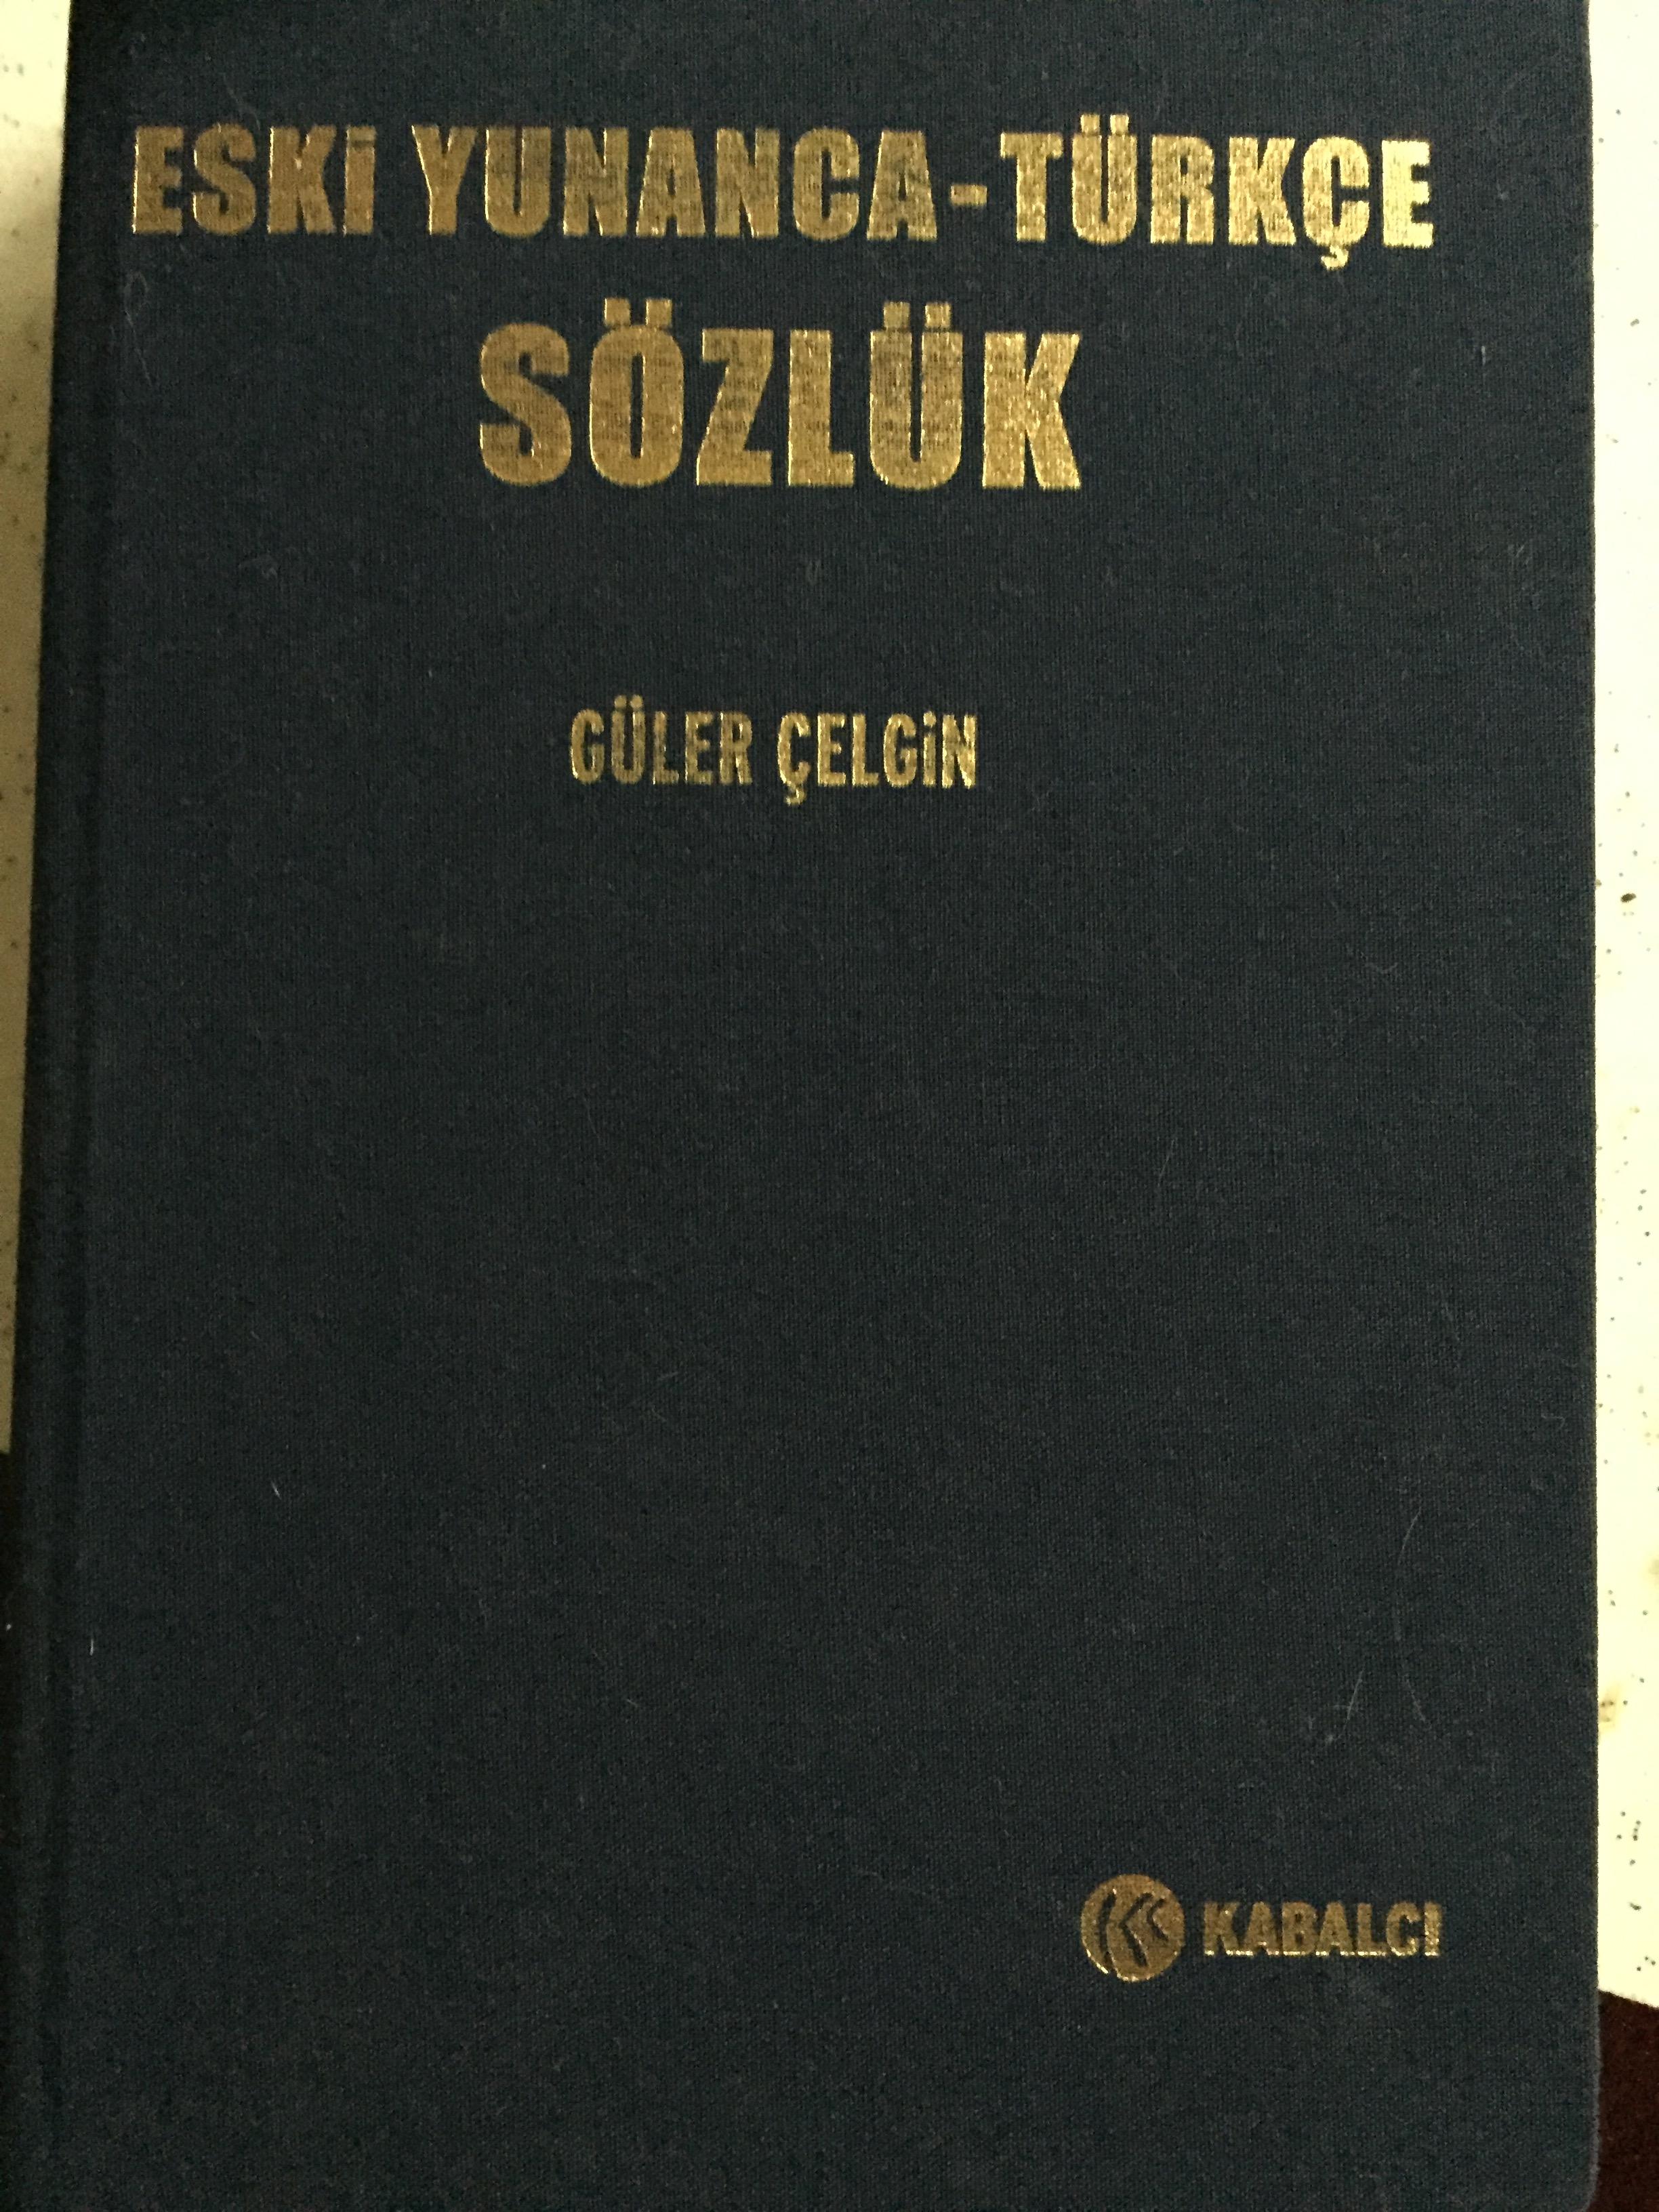 ESKİ YUNANCA-TÜRKÇE
SÖZLÜK
GÜLER ÇELGİN
KABALCI